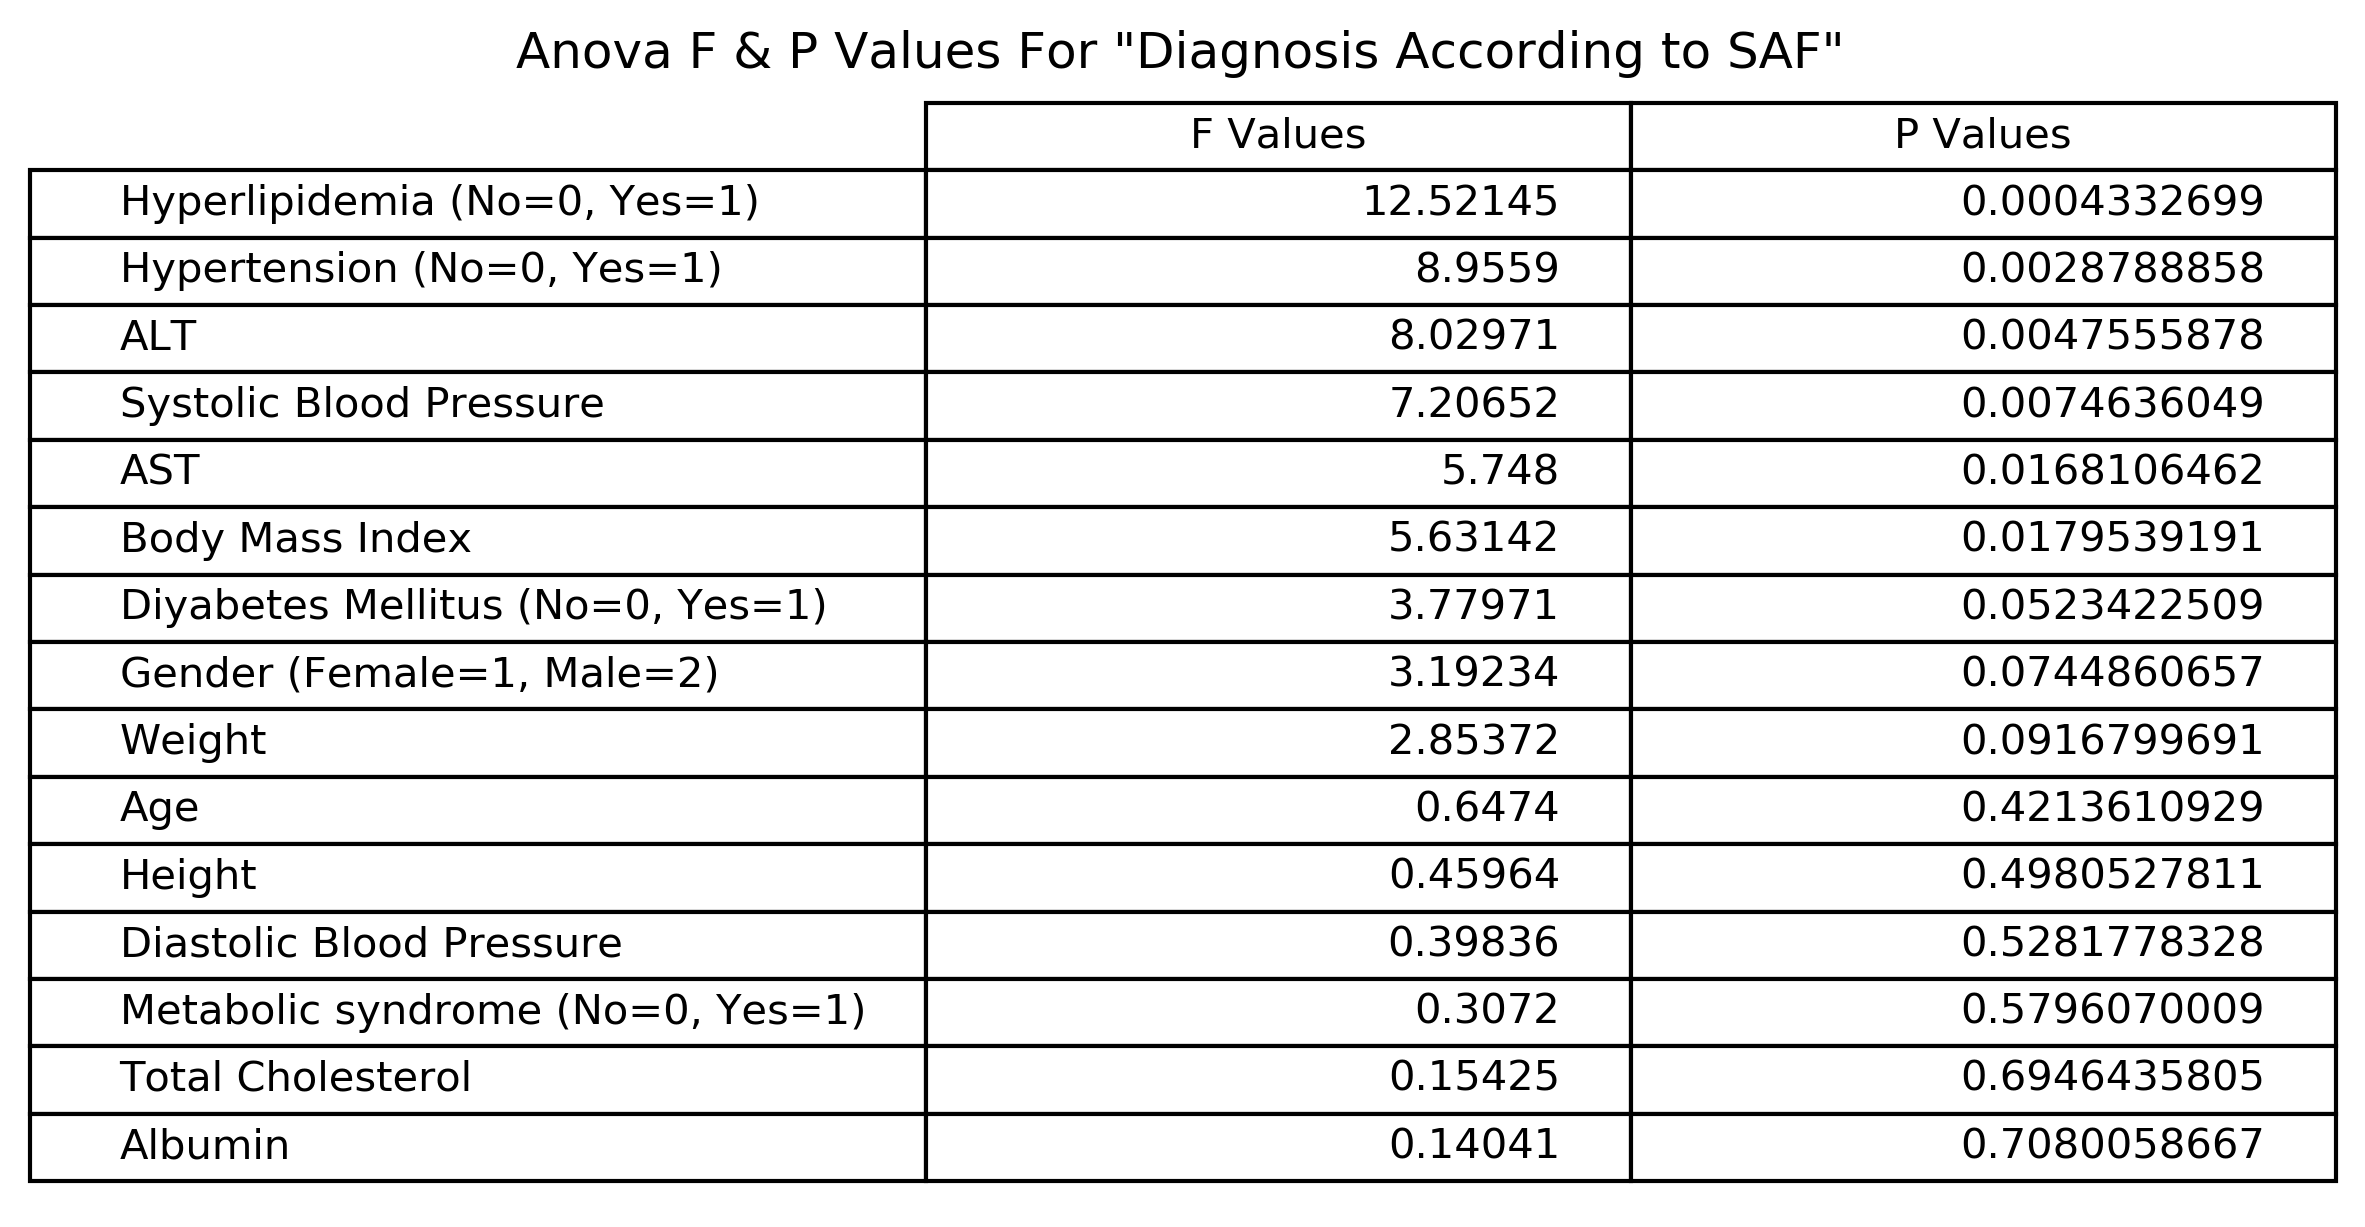 Anova F & P Values For "Diagnosis According to SAF"
F Values P Values
Hyperlipidemia (No=0, Yes=1) 12.52145 0.0004332699
Hypertension (No=0, Yes=1) 8.9559 0.0028788858
ALT 8.02971 0.0047555878
Systolic Blood Pressure 7.20652 0.0074636049
AST 5.748 0.0168106462
Body Mass Index 5.63142 0.0179539191
Diyabetes Mellitus (No=0, Yes=1) 3.77971 0.0523422509
Gender (Female=1, Male=2) 3.19234 0.0744860657
Weight 2.85372 0.0916799691
Age 0.6474 0.4213610929
Height 0.45964 0.4980527811
Diastolic Blood Pressure 0.39836 0.5281778328
Metabolic syndrome (No=0, Yes=1) 0.3072 0.5796070009
Total Cholesterol 0.15425 0.6946435805
Albumin 0.14041 0.7080058667